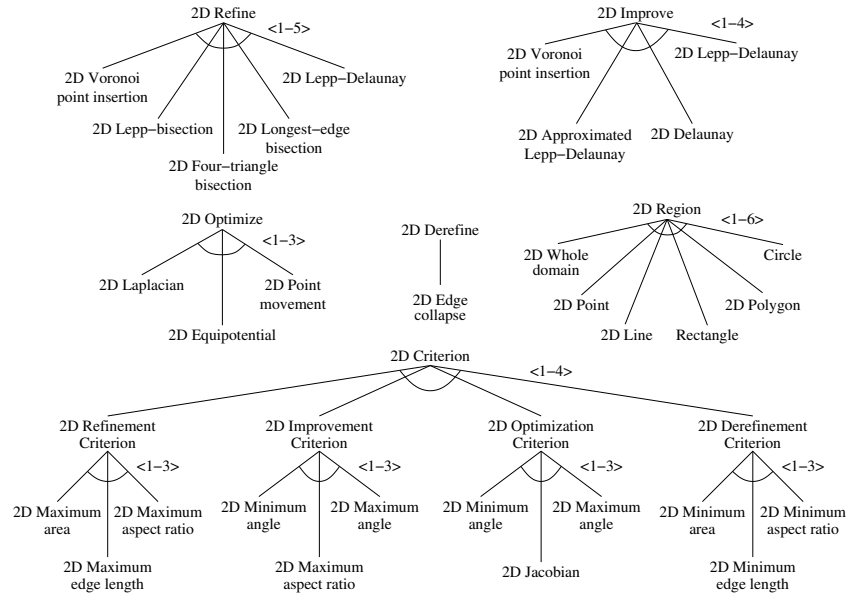 2D Refine
<1−5>
2D Voronoi
point insertion
2D Lepp−Delaunay
2D Lepp−bisection
2D Longest−edge
bisection
2D Four−triangle
bisection
2D Improve
<1−4>
2D Voronoi
point insertion
2D Lepp−Delaunay
2D Approximated
Lepp−Delaunay
2D Delaunay
2D Optimize
<1−3>
2D Laplacian
2D Point
movement
2D Equipotential
2D Derefine
2D Edge
collapse
2D Region
<1−6>
2D Whole
domain
Circle
2D Point
2D Polygon
2D Line
Rectangle
2D Criterion
<1−4>
2D Refinement
Criterion
<1−3>
2D Maximum
area
2D Maximum
aspect ratio
2D Maximum
edge length
2D Improvement
Criterion
<1−3>
2D Minimum
angle
2D Maximum
angle
2D Maximum
aspect ratio
2D Optimization
Criterion
<1−3>
2D Minimum
angle
2D Maximum
angle
2D Jacobian
2D Derefinement
Criterion
<1−3>
2D Minimum
area
2D Minimum
aspect ratio
2D Minimum
edge length